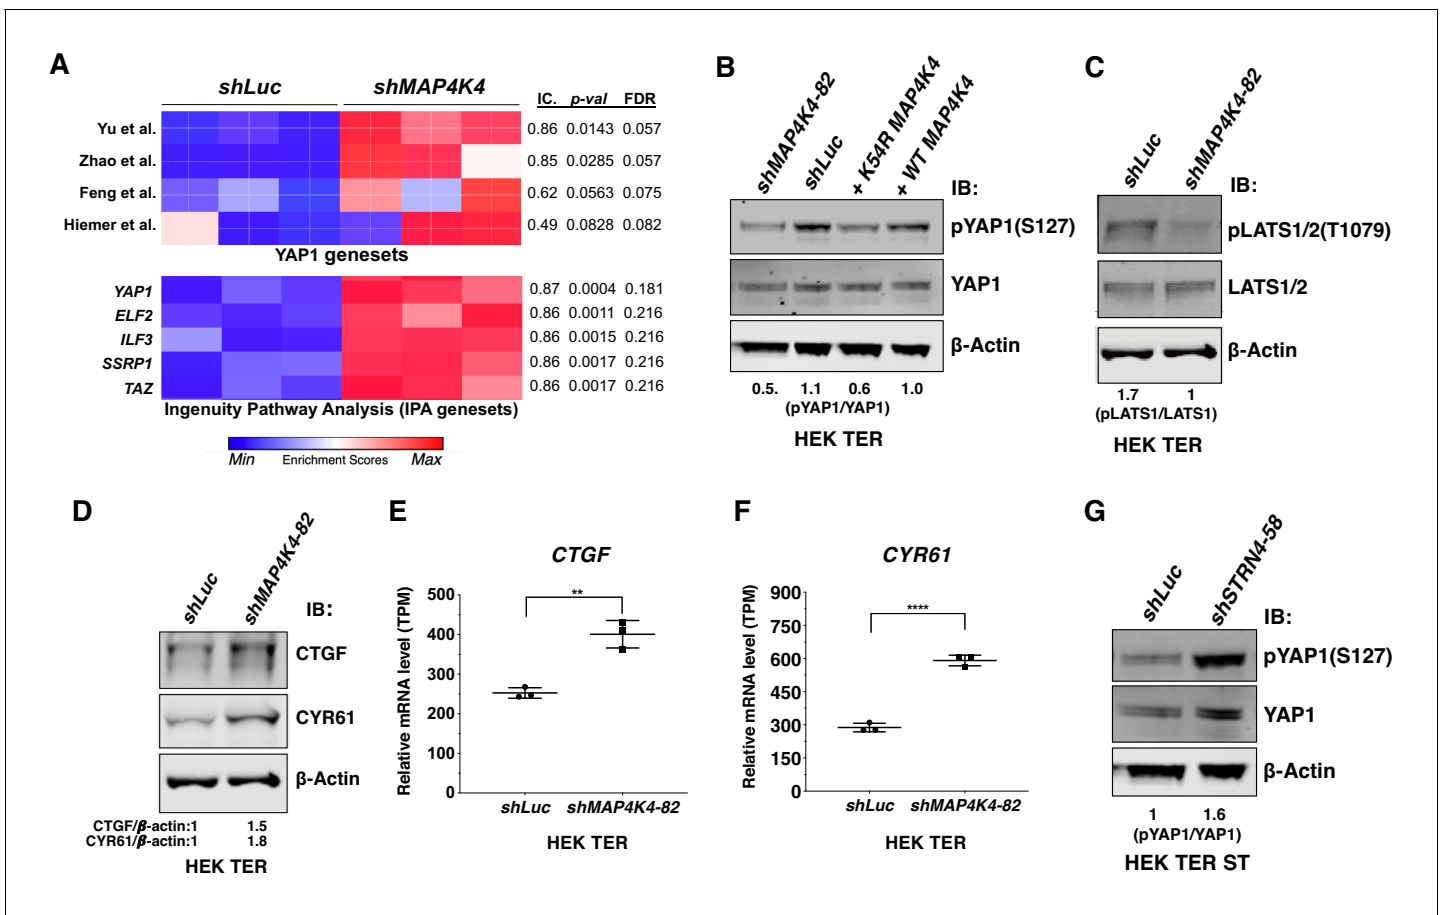 A
shLuc shMAP4K4
IC. p-val FDR
Yu et al. 0.86 0.0143 0.057
Zhao et al. 0.85 0.0285 0.057
Feng et al. 0.62 0.0563 0.075
Hiemer et al. 0.49 0.0828 0.082
YAP1 genesets
YAP1 0.87 0.0004 0.181
ELF2 0.86 0.0011 0.216
ILF3 0.86 0.0015 0.216
SSRP1 0.86 0.0017 0.216
TAZ 0.86 0.0017 0.216
Ingenuity Pathway Analysis (IPA genesets)
Min Enrichment Scores Max
B
shMAP4K4-82
shLuc
+ K54R MAP4K4
+ WT MAP4K4
IB:
pYAP1(S127)
YAP1
β-Actin
0.5. 1.1 0.6 1.0
(pYAP1/YAP1)
HEK TER
C
shLuc
shMAP4K4-82
IB:
pLATS1/2(T1079)
LATS1/2
β-Actin
1.7 1
(pLATS1/LATS1)
HEK TER
D
shLuc
shMAP4K4-82
IB:
CTGF
CYR61
β-Actin
CTGF/β-actin:1 1.5
CYR61/β-actin:1 1.8
HEK TER
E
CTGF
Relative mRNA level (TPM)
500
400
300
200
100
0
**
shLuc shMAP4K4-82
HEK TER
F
CYR61
Relative mRNA level (TPM)
900
750
600
450
300
150
0
****
shLuc shMAP4K4-82
HEK TER
G
shLuc
shSTRN4-58
IB:
pYAP1(S127)
YAP1
β-Actin
1 1.6
(pYAP1/YAP1)
HEK TER ST